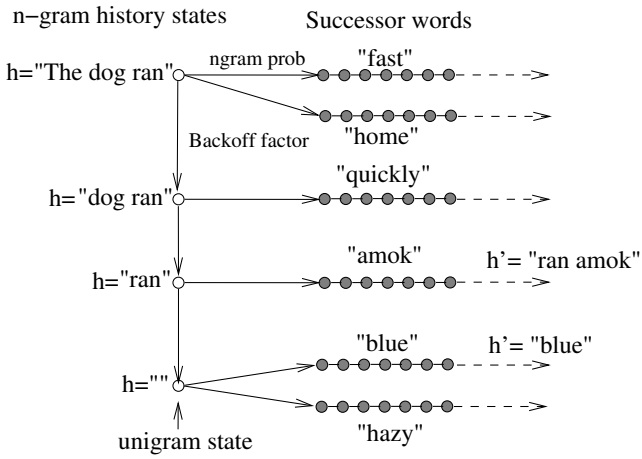 n-gram history states
Successor words
h="The dog ran"
ngram prob
"fast"
Backoff factor
"home"
h="dog ran"
"quickly"
h="ran"
"amok"
h'= "ran amok"
h=""
"blue"
h'= "blue"
"hazy"
unigram state